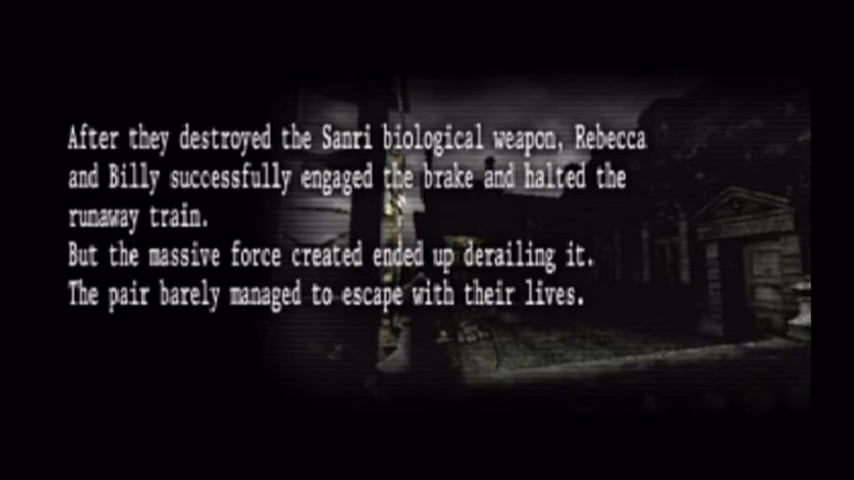 After they destroyed the Sanri biological weapon, Rebecca
and Billy successfully engaged the brake and halted the
runaway train.
But the massive force created ended up derailing it.
The pair barely managed to escape with their lives.